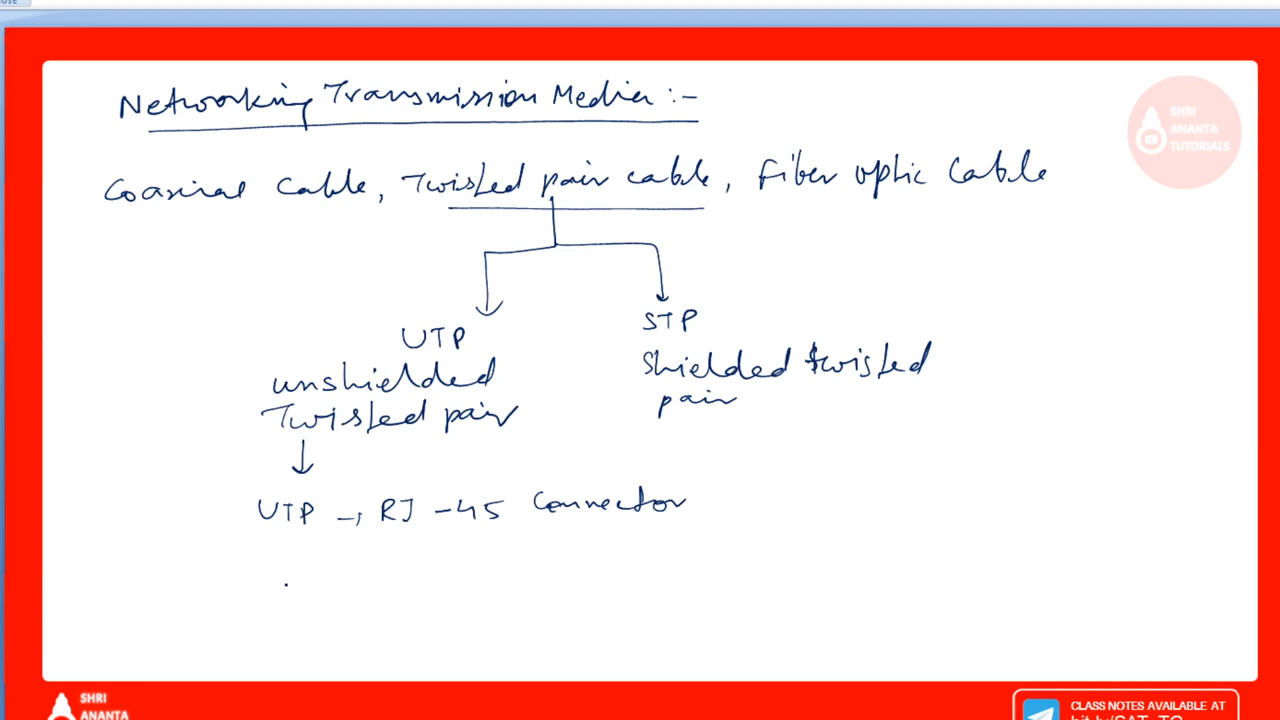 Networking Transmission Media :-
SHRI
ANANTA
TUTORIALS
Coaxial Cable, Twisted pair cable, Fiber optic Cable
UTP
STP
unshielded
Twisted pair
Shielded twisted
pair
UTP -, RJ -45 Connector
SHRI
ANANTA
CLASS NOTES AVAILABLE AT